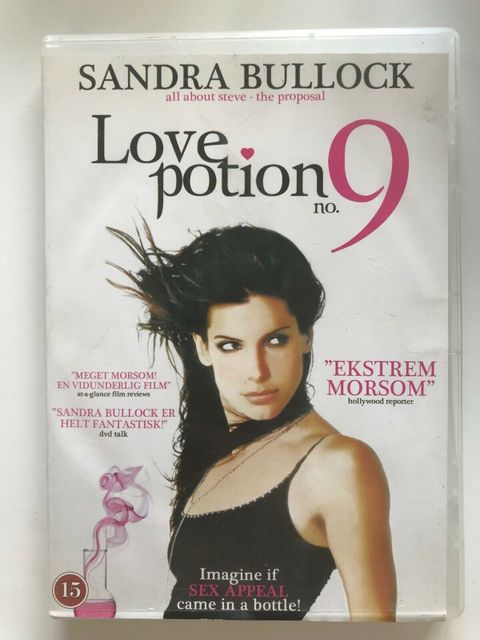 SANDRA BULLOCK
all about steve - the proposal
Love
potion
no. 9
"MEGET MORSOM!
EN VIDUNDERLIG FILM"
at-a-glance film reviews
"SANDRA BULLOCK ER
HELT FANTASTISK!"
dvd talk
"EKSTREM
MORSOM"
hollywood reporter
Imagine if
SEX APPEAL
came in a bottle!
15